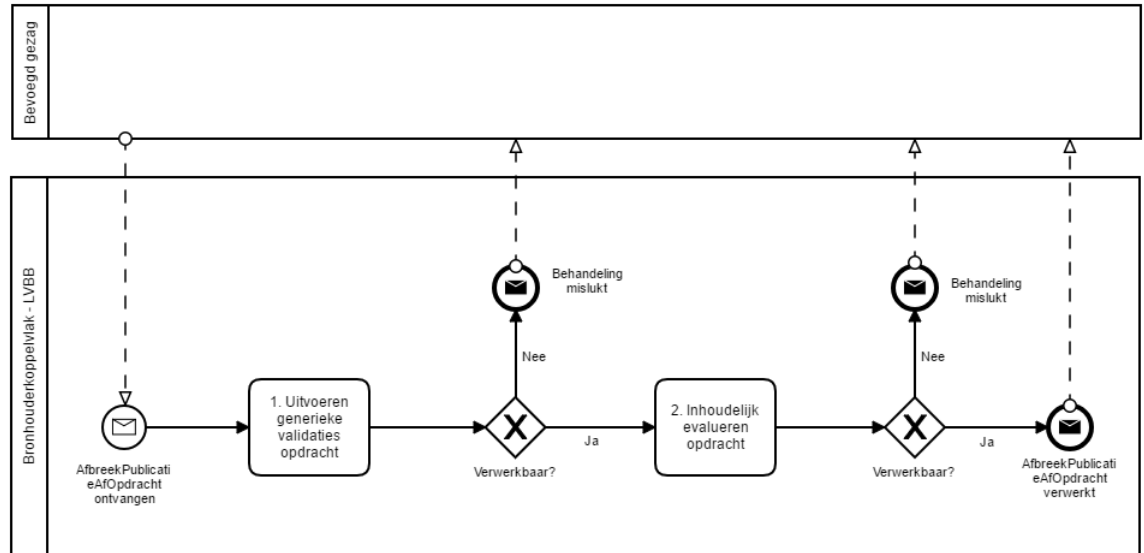 Bevoegd gezag
Bronhouderkoppelvlak - LVBB
Behandeling
mislukt
Behandeling
mislukt
Nee
Nee
1. Uitvoeren
generieke
validaties
opdracht
2. Inhoudelijk
evalueren
opdracht
Ja
Ja
AfbreekPublicati
eAfOpdracht
ontvangen
Verwerkbaar?
Verwerkbaar?
AfbreekPublicati
eAfOpdracht
verwerkt